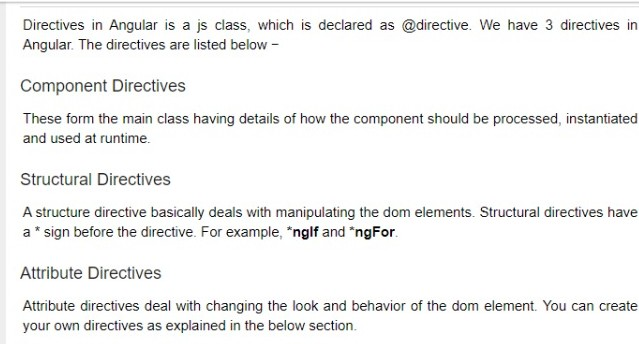 Directives in Angular is a js class, which is declared as @directive. We have 3 directives in
Angular. The directives are listed below −
Component Directives
These form the main class having details of how the component should be processed, instantiated
and used at runtime.
Structural Directives
A structure directive basically deals with manipulating the dom elements. Structural directives have
a * sign before the directive. For example, *ngIf and *ngFor.
Attribute Directives
Attribute directives deal with changing the look and behavior of the dom element. You can create
your own directives as explained in the below section.